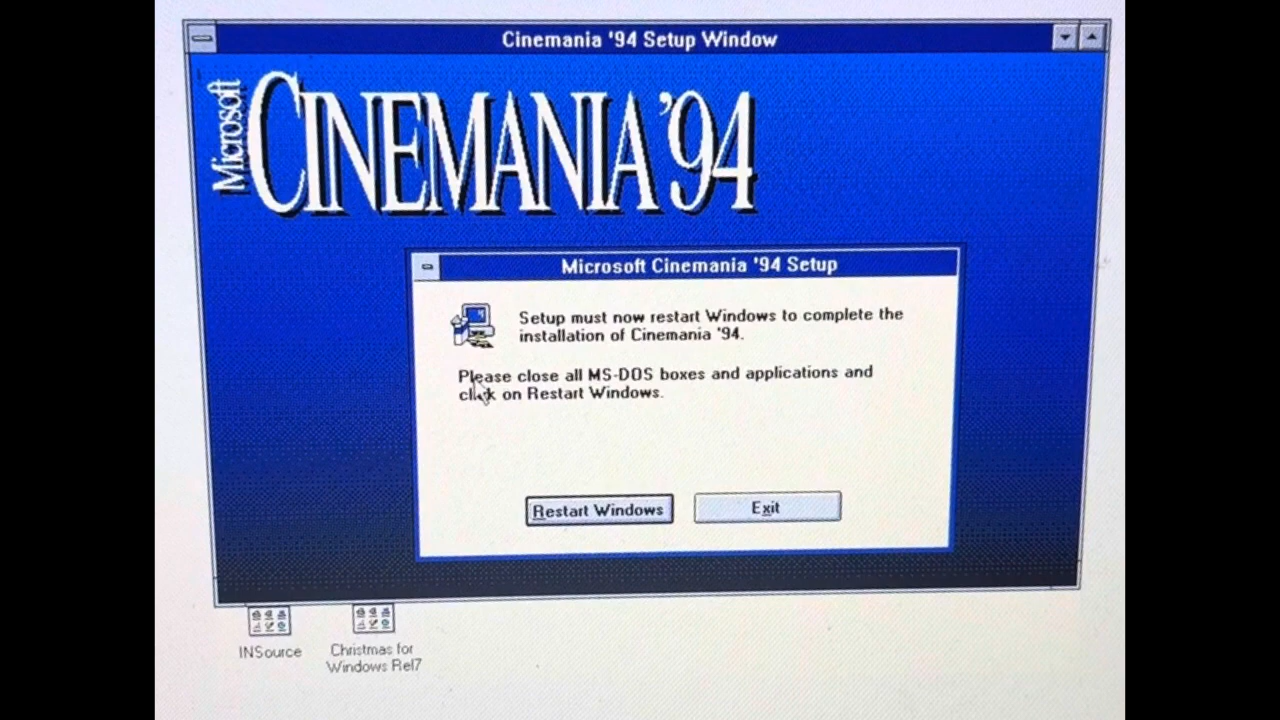 Cinemania '94 Setup Window
Microsoft
CINEMANIA '94
Microsoft Cinemania '94 Setup
Setup must now restart Windows to complete the
installation of Cinemania '94.
Please close all MS-DOS boxes and applications and
click on Restart Windows.
Restart Windows
Exit
INSource
Christmas for
Windows Rel7